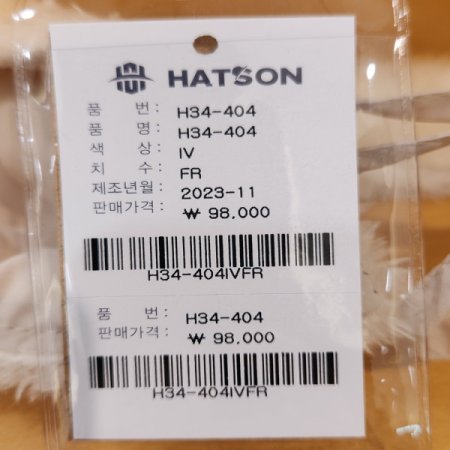 HATSON
품 번: H34-404
품 명: H34-404
색 상: IV
치 수: FR
제조년월: 2023-11
판매가격: ₩ 98,000
H34-404IVFR
품 번: H34-404
판매가격: ₩ 98,000
H34-404IVFR